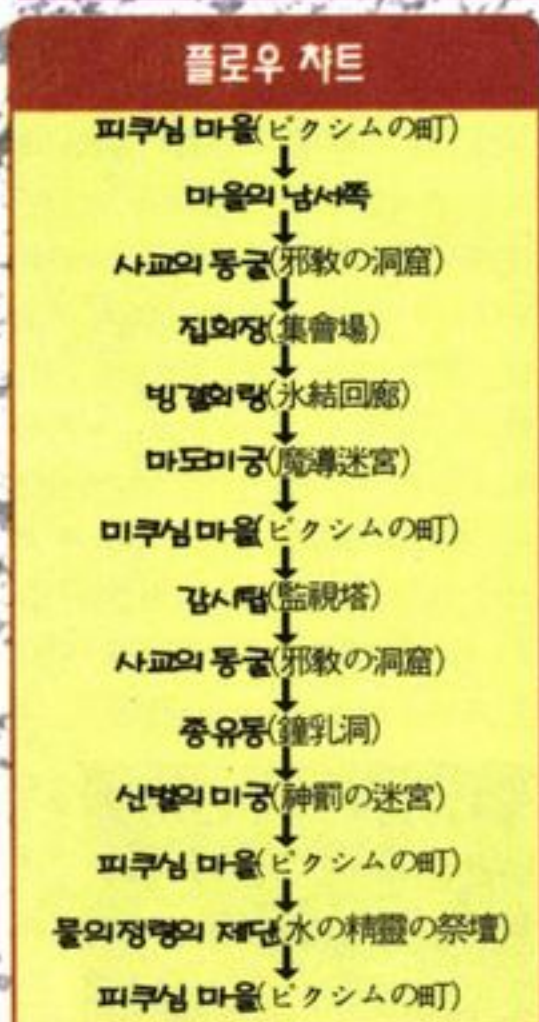 플로우 챠트
피쿠심 마을(ピクシムの町)
마을의 남서쪽
사교의 동굴(邪教の洞窟)
집회장(集會場)
빙결회랑(氷結回廊)
마도미궁(魔導迷宮)
미쿠심 마을(ピクシムの町)
감시탑(監視塔)
사교의 동굴(邪教の洞窟)
종유동(鐘乳洞)
신벌의 미궁(神罰の迷宮)
피쿠심 마을(ピクシムの町)
물의정령의 제단(水の精靈の祭壇)
피쿠심 마을(ピクシムの町)